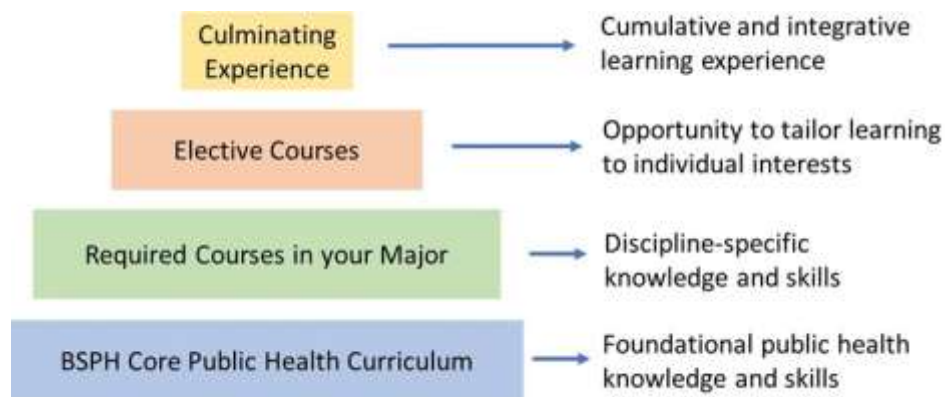 Culminating
Experience
Cumulative and integrative
learning experience
Elective Courses
Opportunity to tailor learning
to individual interests
Required Courses in your Major
Discipline-specific
knowledge and skills
BSPH Core Public Health Curriculum
Foundational public health
knowledge and skills